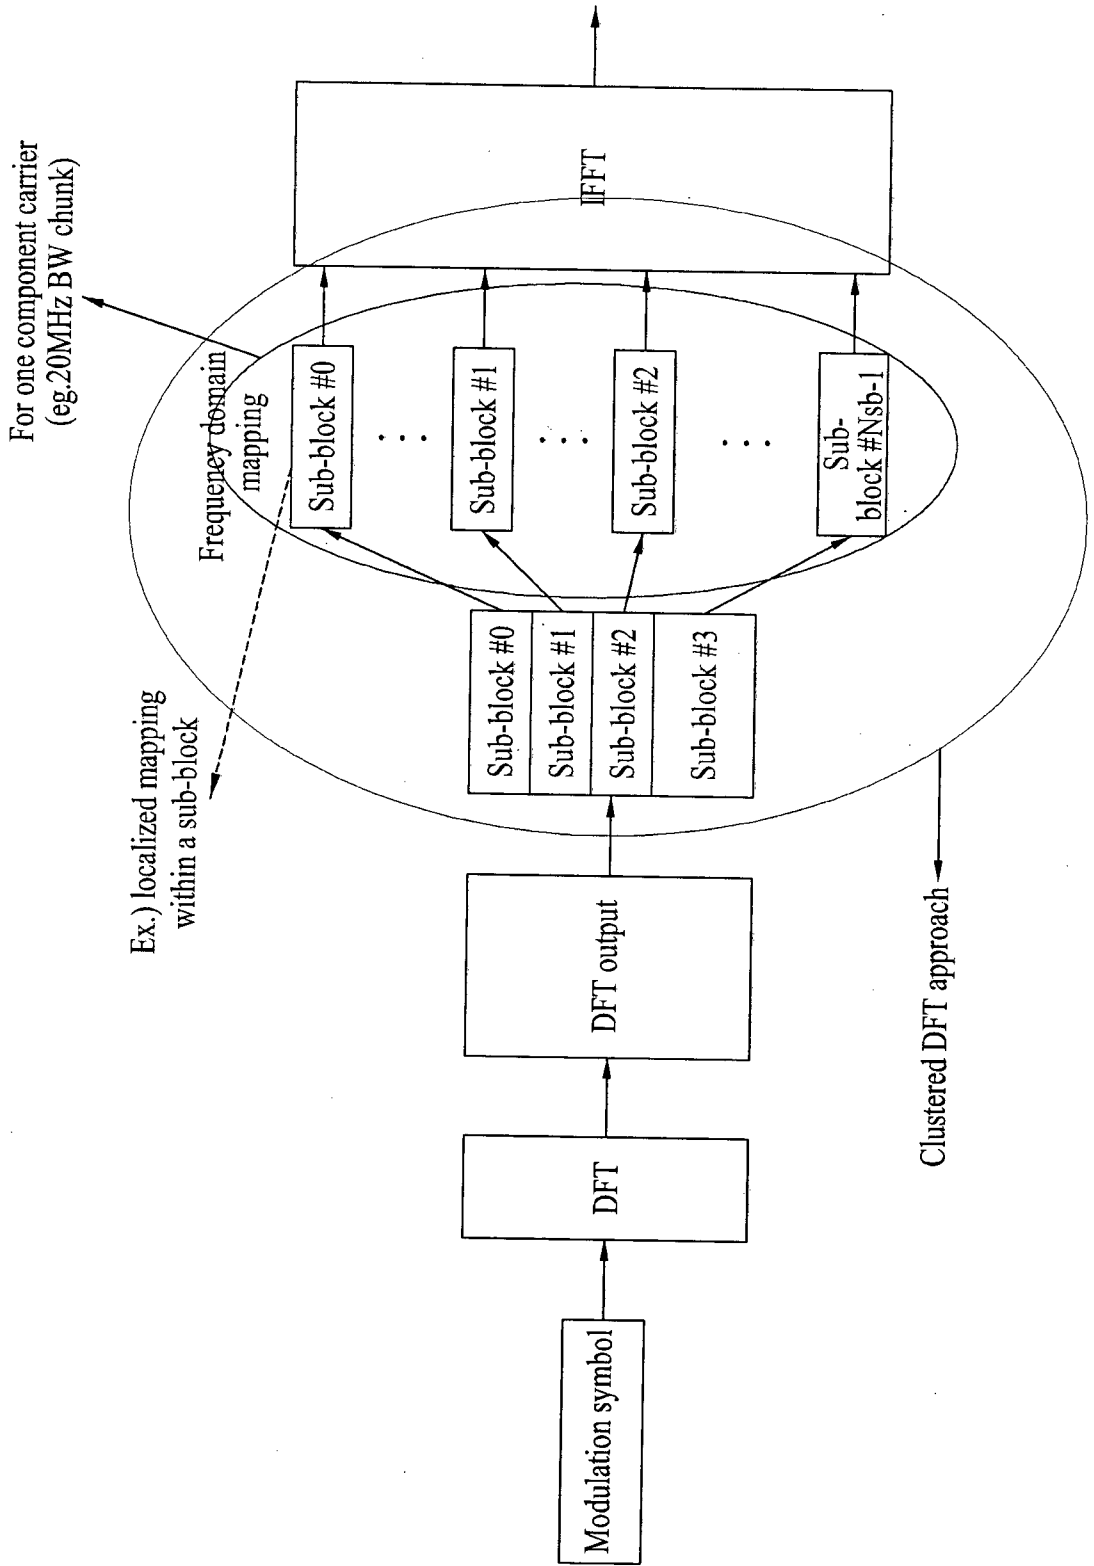 Modulation symbol
DFT
DFT output
Sub-block #0
Sub-block #1
Sub-block #2
Sub-block #3
Ex.) localized mapping
within a sub-block
Frequency domain
mapping
For one component carrier
(eg.20MHz BW chunk)
Sub-block #0
. . .
Sub-block #1
. . .
Sub-block #2
. . .
Sub-
block #Nsb-1
IFFT
Clustered DFT approach